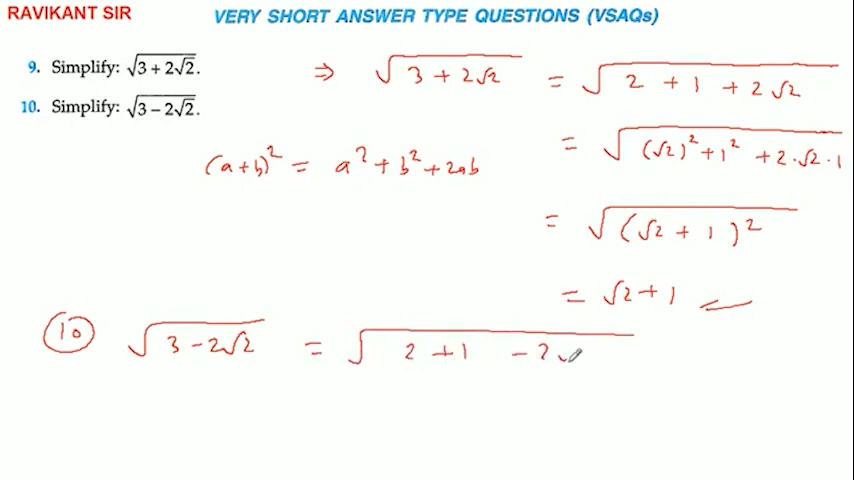 RAVIKANT SIR
VERY SHORT ANSWER TYPE QUESTIONS (VSAQs)
9. Simplify: √(3 + 2√2).
10. Simplify: √(3 − 2√2).
⇒ √(3 + 2√2) = √(2 + 1 + 2√2)
= √((√2)² + 1² + 2·√2·1)
(a+b)² = a² + b² + 2ab
= √((√2 + 1)²)
= √2 + 1
(10) √(3 − 2√2) = √(2 + 1 − 2√